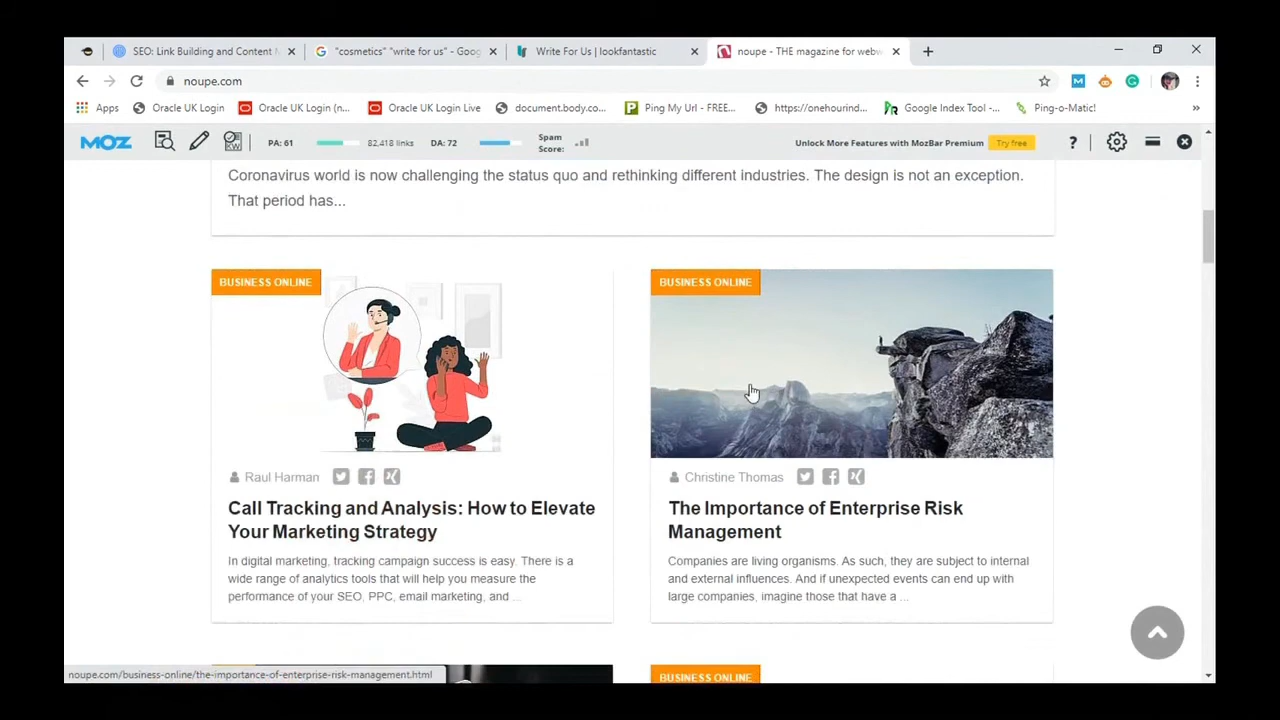 SEO: Link Building and Content M
"cosmetics" "write for us" - Goog
Write For Us | lookfantastic
noupe - THE magazine for webw
noupe.com
Apps
Oracle UK Login
Oracle UK Login (n...
Oracle UK Login Live
document.body.co...
Ping My Url - FREE...
https://onehourind...
Google Index Tool -...
Ping-o-Matic!
»
MOZ
PA: 61
82,418 links
DA: 72
Spam
Score:
Unlock More Features with MozBar Premium
Try free
?
Coronavirus world is now challenging the status quo and rethinking different industries. The design is not an exception.
That period has...
BUSINESS ONLINE
Raul Harman
Call Tracking and Analysis: How to Elevate
Your Marketing Strategy
In digital marketing, tracking campaign success is easy. There is a
wide range of analytics tools that will help you measure the
performance of your SEO, PPC, email marketing, and ...
BUSINESS ONLINE
Christine Thomas
The Importance of Enterprise Risk
Management
Companies are living organisms. As such, they are subject to internal
and external influences. And if unexpected events can end up with
large companies, imagine those that have a ...
BUSINESS ONLINE
noupe.com/business-online/the-importance-of-enterprise-risk-management.html